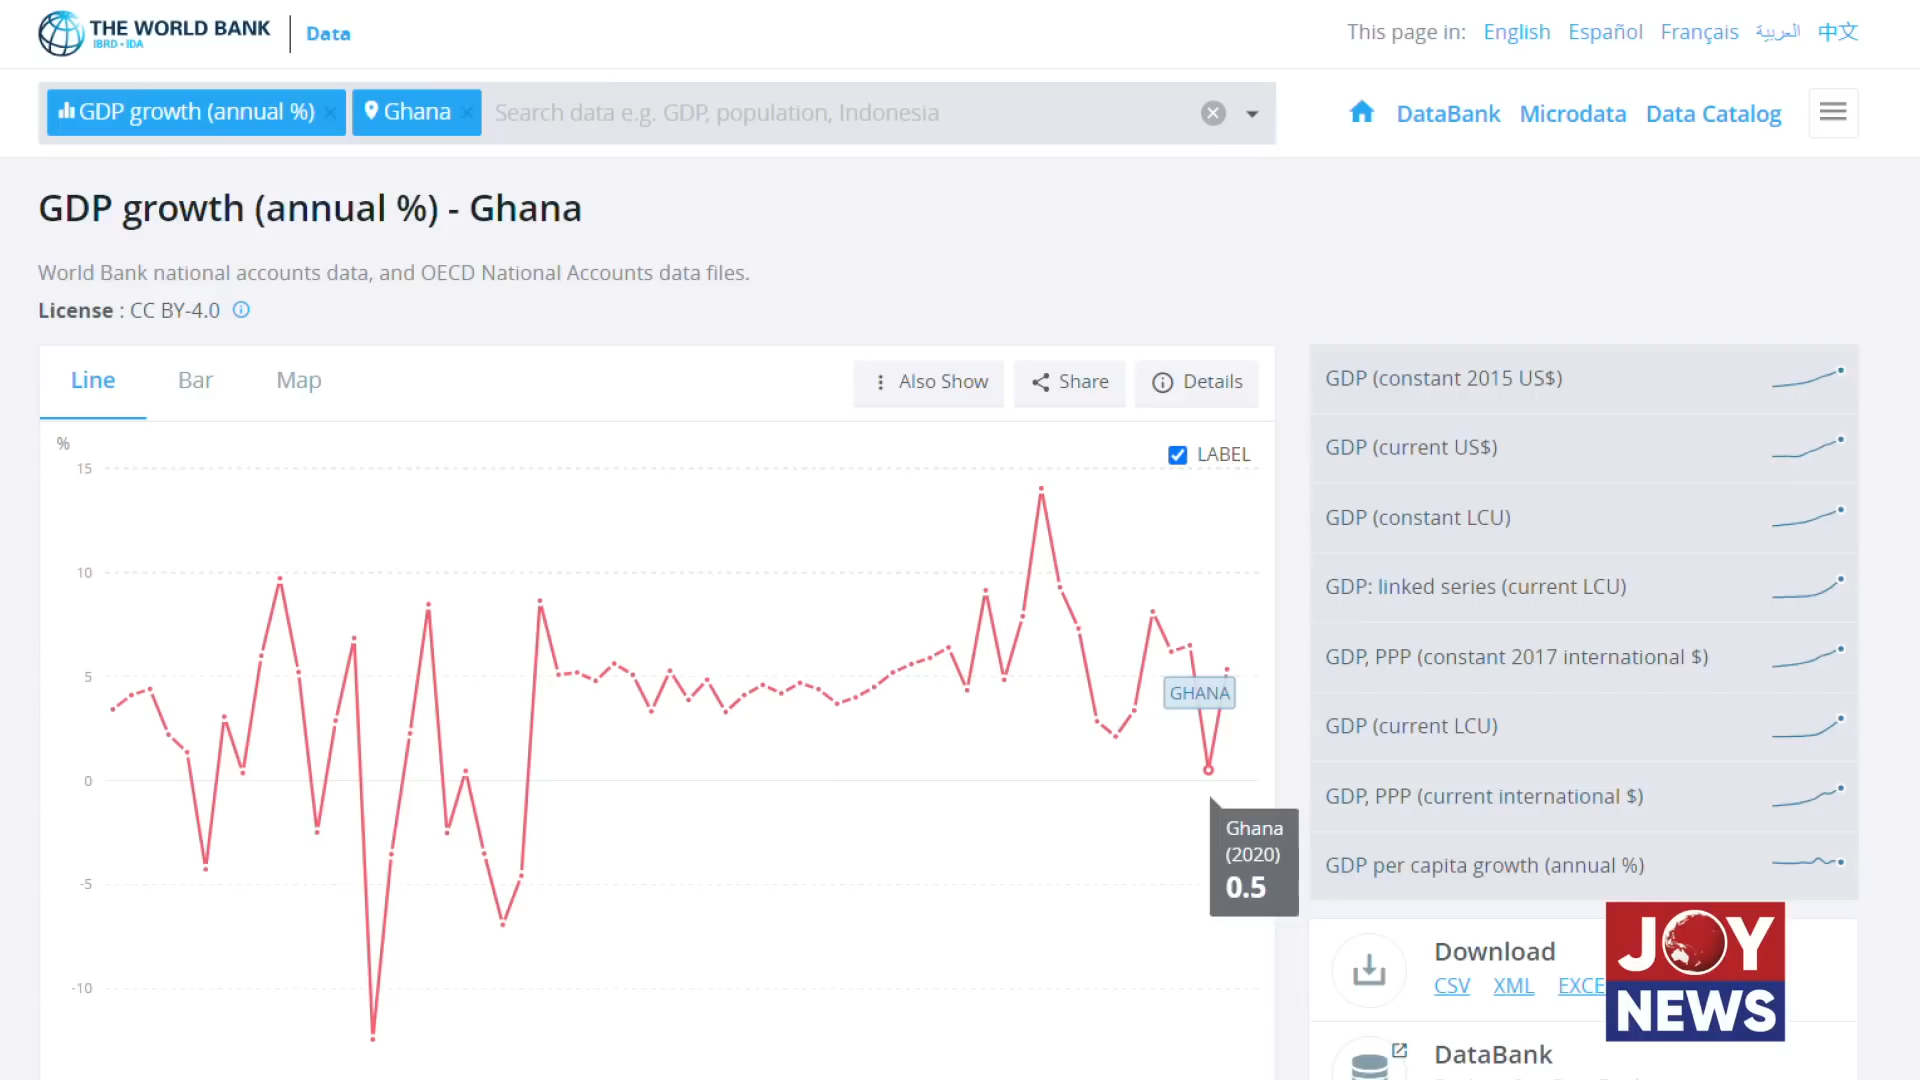 THE WORLD BANK
IBRD • IDA
Data
This page in: English Español Français العربية 中文
GDP growth (annual %) × Ghana × Search data e.g. GDP, population, Indonesia
DataBank Microdata Data Catalog
GDP growth (annual %) - Ghana
World Bank national accounts data, and OECD National Accounts data files.
License : CC BY-4.0
Line Bar Map
Also Show Share Details
%
LABEL
15
10
5
0
-5
-10
GHANA
Ghana
(2020)
0.5
GDP (constant 2015 US$)
GDP (current US$)
GDP (constant LCU)
GDP: linked series (current LCU)
GDP, PPP (constant 2017 international $)
GDP (current LCU)
GDP, PPP (current international $)
GDP per capita growth (annual %)
Download
CSV XML EXCE
DataBank
JOY
NEWS